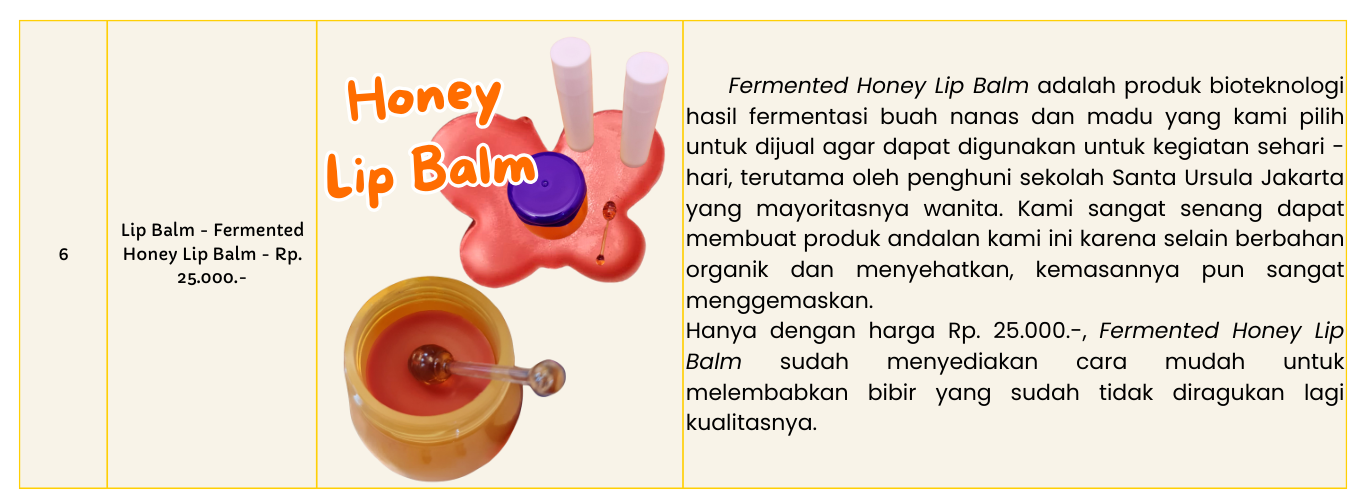 6
Lip Balm - Fermented
Honey Lip Balm - Rp.
25.000.-
Honey
Lip Balm
Fermented Honey Lip Balm adalah produk bioteknologi
hasil fermentasi buah nanas dan madu yang kami pilih
untuk dijual agar dapat digunakan untuk kegiatan sehari -
hari, terutama oleh penghuni sekolah Santa Ursula Jakarta
yang mayoritasnya wanita. Kami sangat senang dapat
membuat produk andalan kami ini karena selain berbahan
organik dan menyehatkan, kemasannya pun sangat
menggemaskan.
Hanya dengan harga Rp. 25.000.-, Fermented Honey Lip
Balm sudah menyediakan cara mudah untuk
melembabkan bibir yang sudah tidak diragukan lagi
kualitasnya.